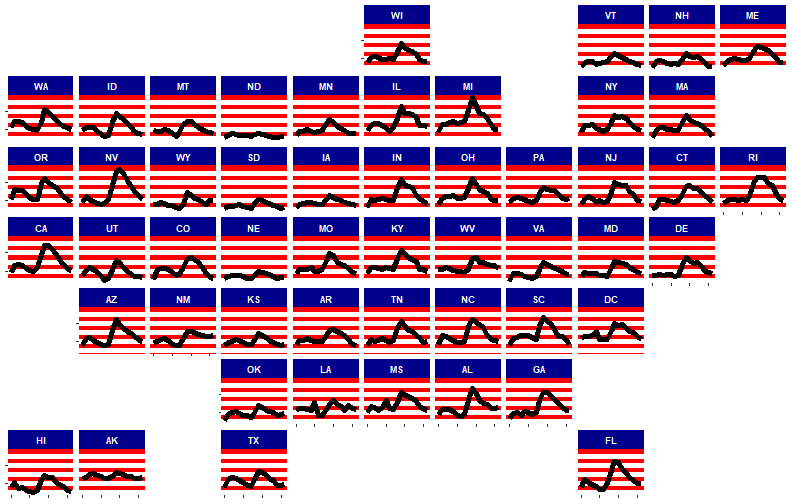 WI VT NH ME
WA ID MT ND MN IL MI NY MA
OR NV WY SD IA IN OH PA NJ CT RI
CA UT CO NE MO KY WV VA MD DE
AZ NM KS AR TN NC SC DC
OK LA MS AL GA
HI AK TX FL